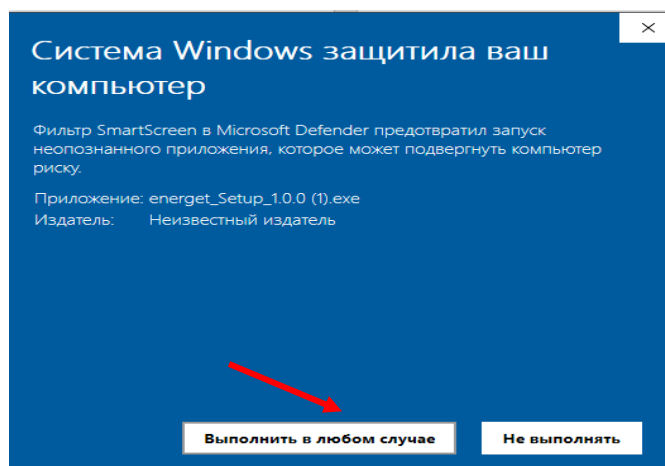 Система Windows защитила ваш
компьютер
Фильтр SmartScreen в Microsoft Defender предотвратил запуск
неопознанного приложения, которое может подвергнуть компьютер
риску.
Приложение: energet_Setup_1.0.0 (1).exe
Издатель: Неизвестный издатель
Выполнить в любом случае Не выполнять